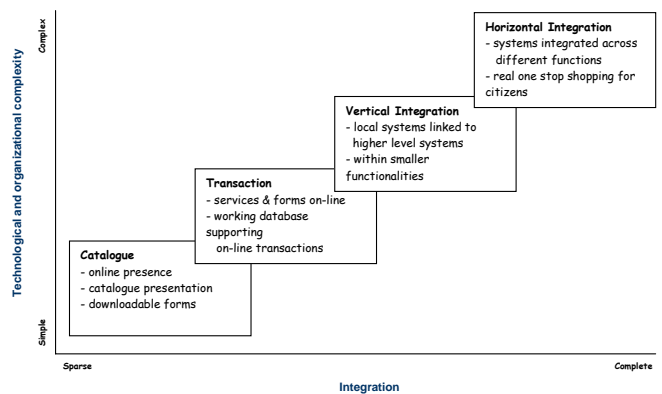 Technological and organizational complexity
Complex
Simple
Horizontal Integration
- systems integrated across
different functions
- real one stop shopping for
citizens
Vertical Integration
- local systems linked to
higher level systems
- within smaller
functionalities
Transaction
- services & forms on-line
- working database
supporting
on-line transactions
Catalogue
- online presence
- catalogue presentation
- downloadable forms
Sparse
Complete
Integration